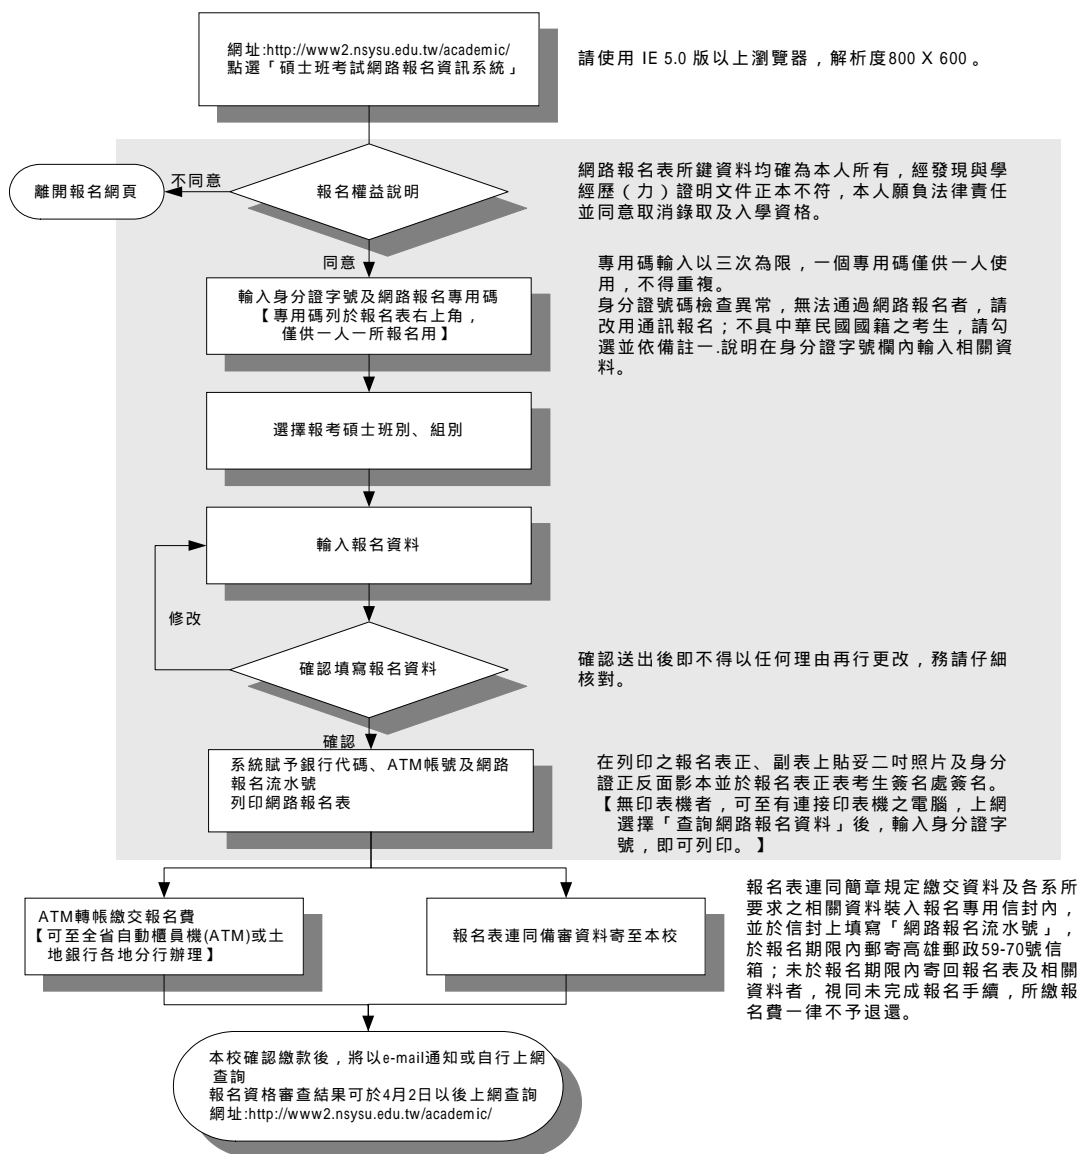 網址:http://www2.nsysu.edu.tw/academic/
點選「碩士班考試網路報名資訊系統」
請使用 IE 5.0 版以上瀏覽器，解析度800 X 600。
離開報名網頁
不同意
報名權益說明
網路報名表所鍵資料均確為本人所有，經發現與學
經歷（力）證明文件正本不符，本人願負法律責任
並同意取消錄取及入學資格。
同意
輸入身分證字號及網路報名專用碼
【專用碼列於報名表右上角，
僅供一人一所報名用】
專用碼輸入以三次為限，一個專用碼僅供一人使
用，不得重複。
身分證號碼檢查異常，無法通過網路報名者，請
改用通訊報名；不具中華民國國籍之考生，請勾
選並依備註一.說明在身分證字號欄內輸入相關資
料。
選擇報考碩士班別、組別
輸入報名資料
修改
確認填寫報名資料
確認送出後即不得以任何理由再行更改，務請仔細
核對。
確認
系統賦予銀行代碼、ATM帳號及網路
報名流水號
列印網路報名表
在列印之報名表正、副表上貼妥二吋照片及身分
證正反面影本並於報名表正表考生簽名處簽名。
【無印表機者，可至有連接印表機之電腦，上網
選擇「查詢網路報名資料」後，輸入身分證字
號，即可列印。】
ATM轉帳繳交報名費
【可至全省自動櫃員機(ATM)或土
地銀行各地分行辦理】
報名表連同備審資料寄至本校
報名表連同簡章規定繳交資料及各系所
要求之相關資料裝入報名專用信封內，
並於信封上填寫「網路報名流水號」，
於報名期限內郵寄高雄郵政59-70號信
箱；未於報名期限內寄回報名表及相關
資料者，視同未完成報名手續，所繳報
名費一律不予退還。
本校確認繳款後，將以e-mail通知或自行上網
查詢
報名資格審查結果可於4月2日以後上網查詢
網址:http://www2.nsysu.edu.tw/academic/